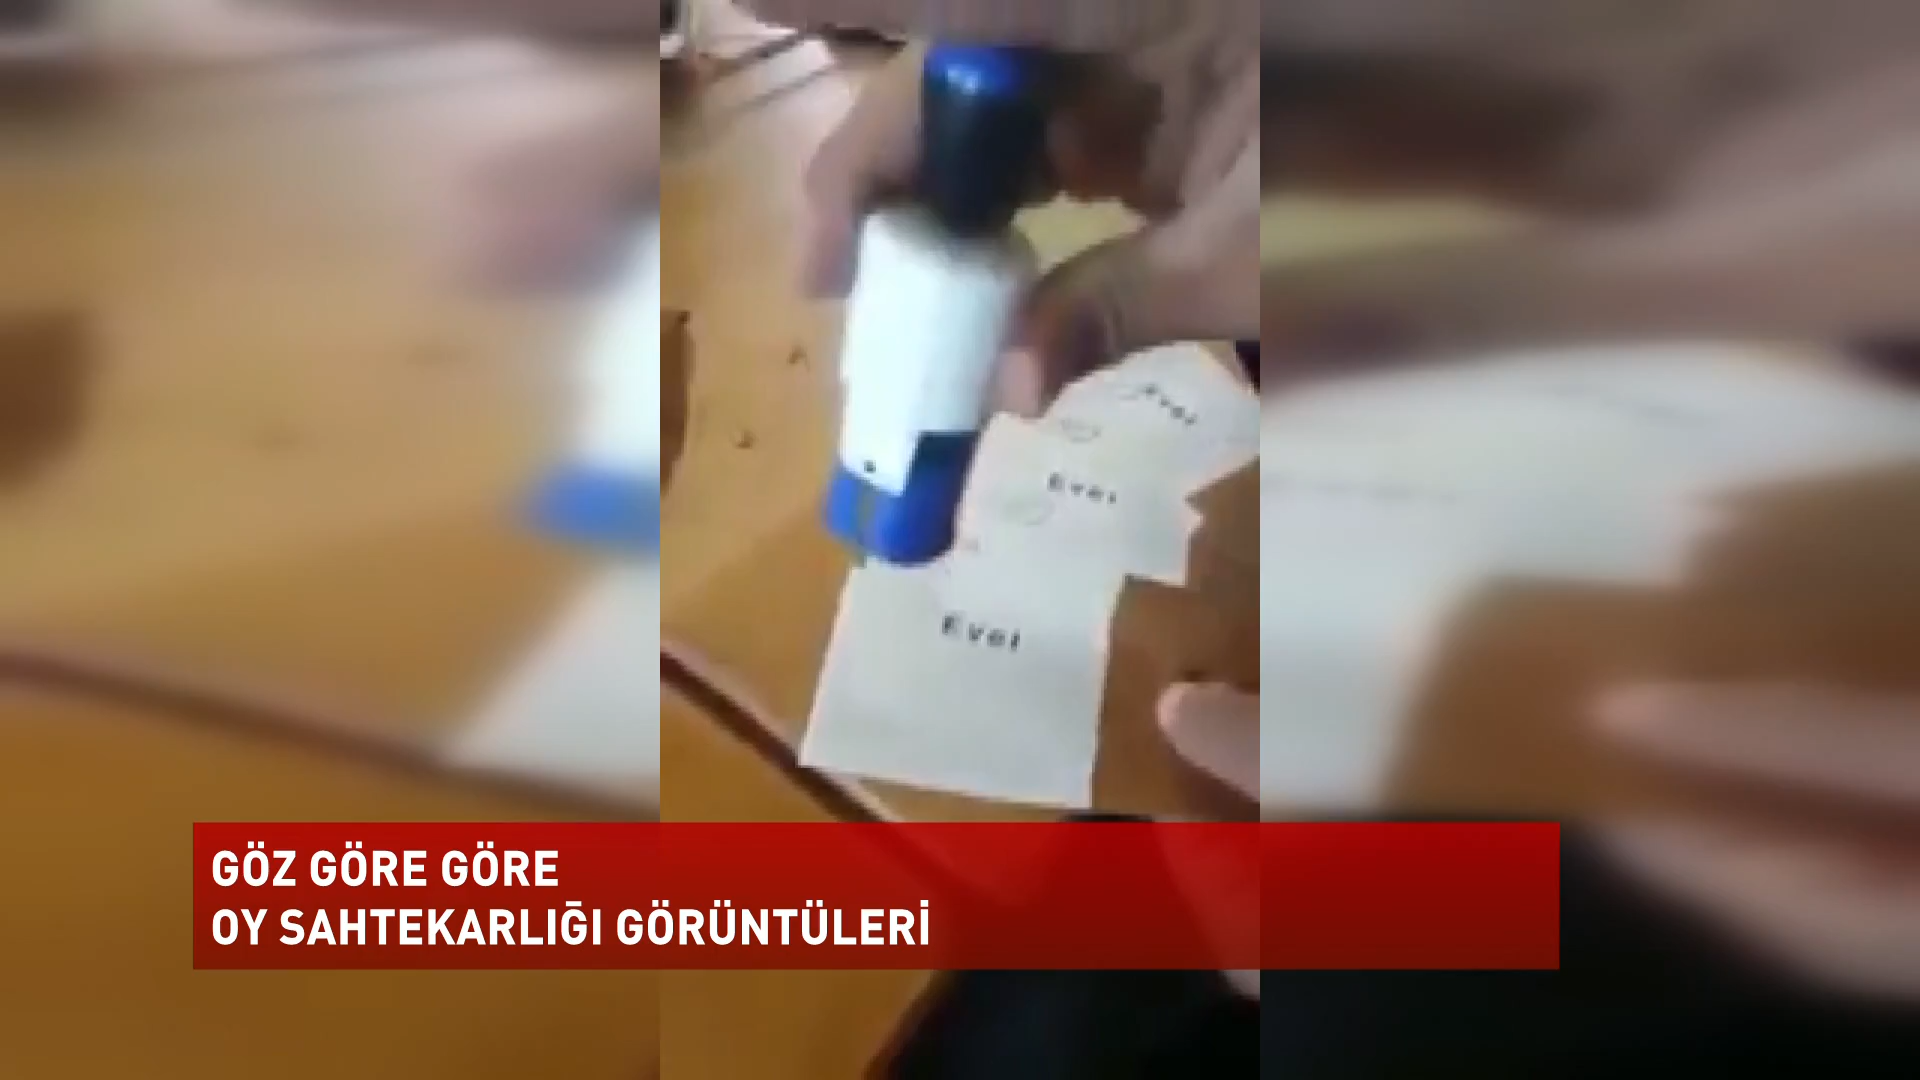 Evet
Evet
Evet
GÖZ GÖRE GÖRE
OY SAHTEKARLIĞI GÖRÜNTÜLERİ